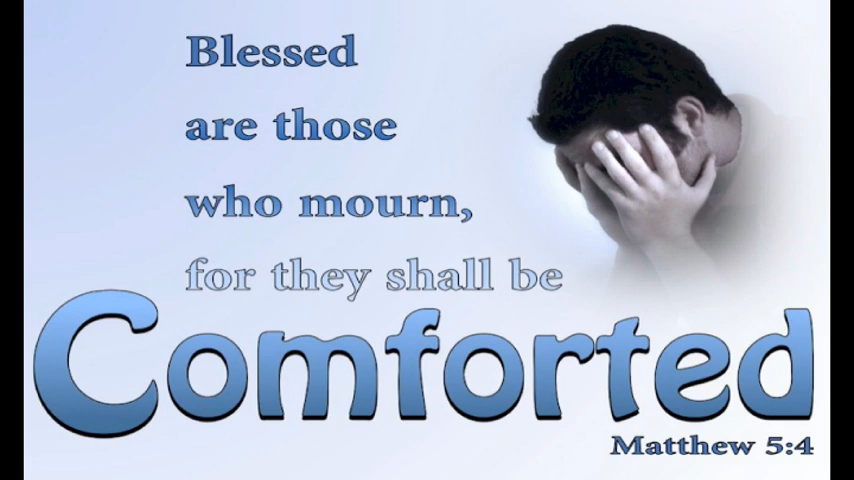 Blessed
are those
who mourn,
for they shall be
Comforted
Matthew 5:4